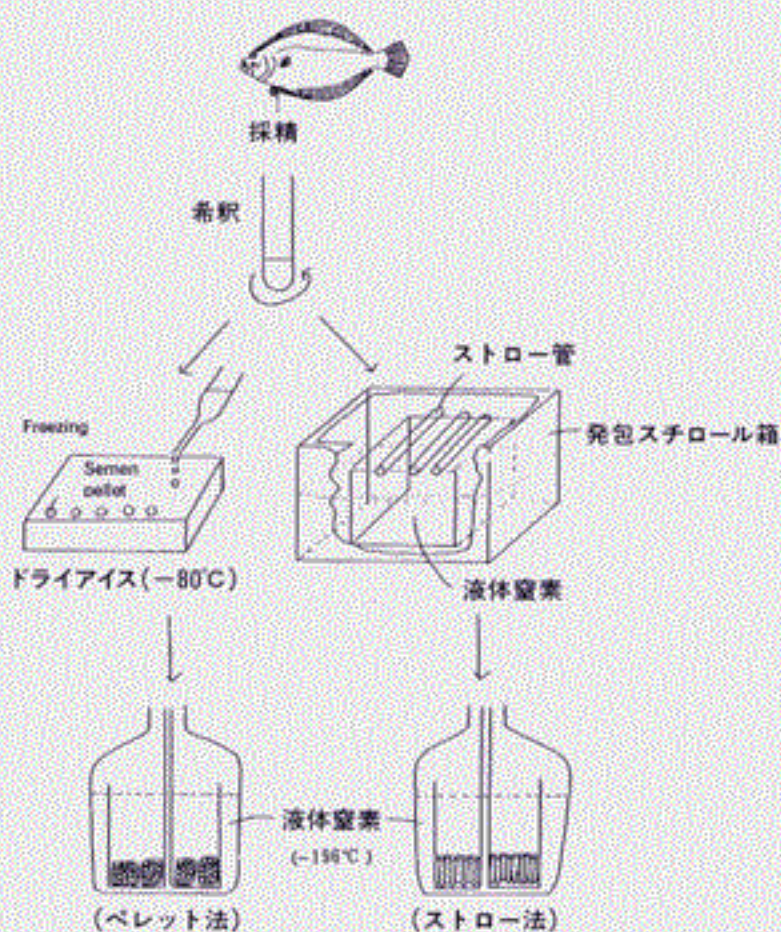 採精
希釈
ストロー管
Freezing
発包スチロール箱
Semen
pellet
ドライアイス(-80℃)
液体窒素
液体窒素
(-196℃)
(ペレット法)
(ストロー法)